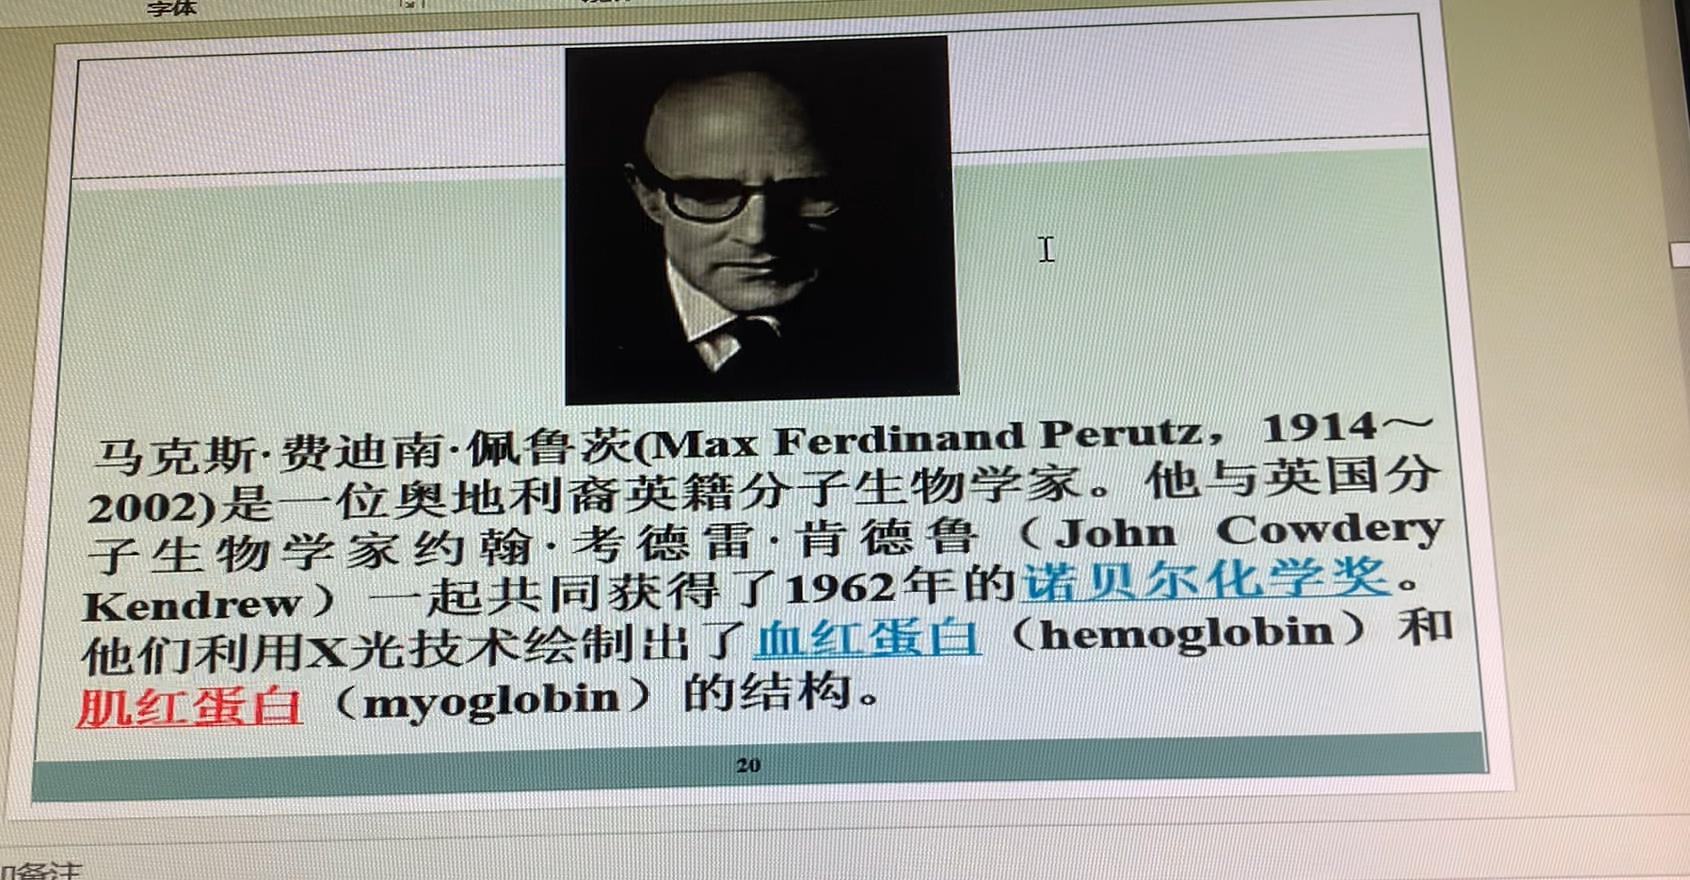 字体
马克斯·费迪南·佩鲁茨(Max Ferdinand Perutz，1914～
2002)是一位奥地利裔英籍分子生物学家。他与英国分
子生物学家约翰·考德雷·肯德鲁（John Cowdery
Kendrew）一起共同获得了1962年的诺贝尔化学奖。
他们利用X光技术绘制出了血红蛋白（hemoglobin）和
肌红蛋白（myoglobin）的结构。
20
备注